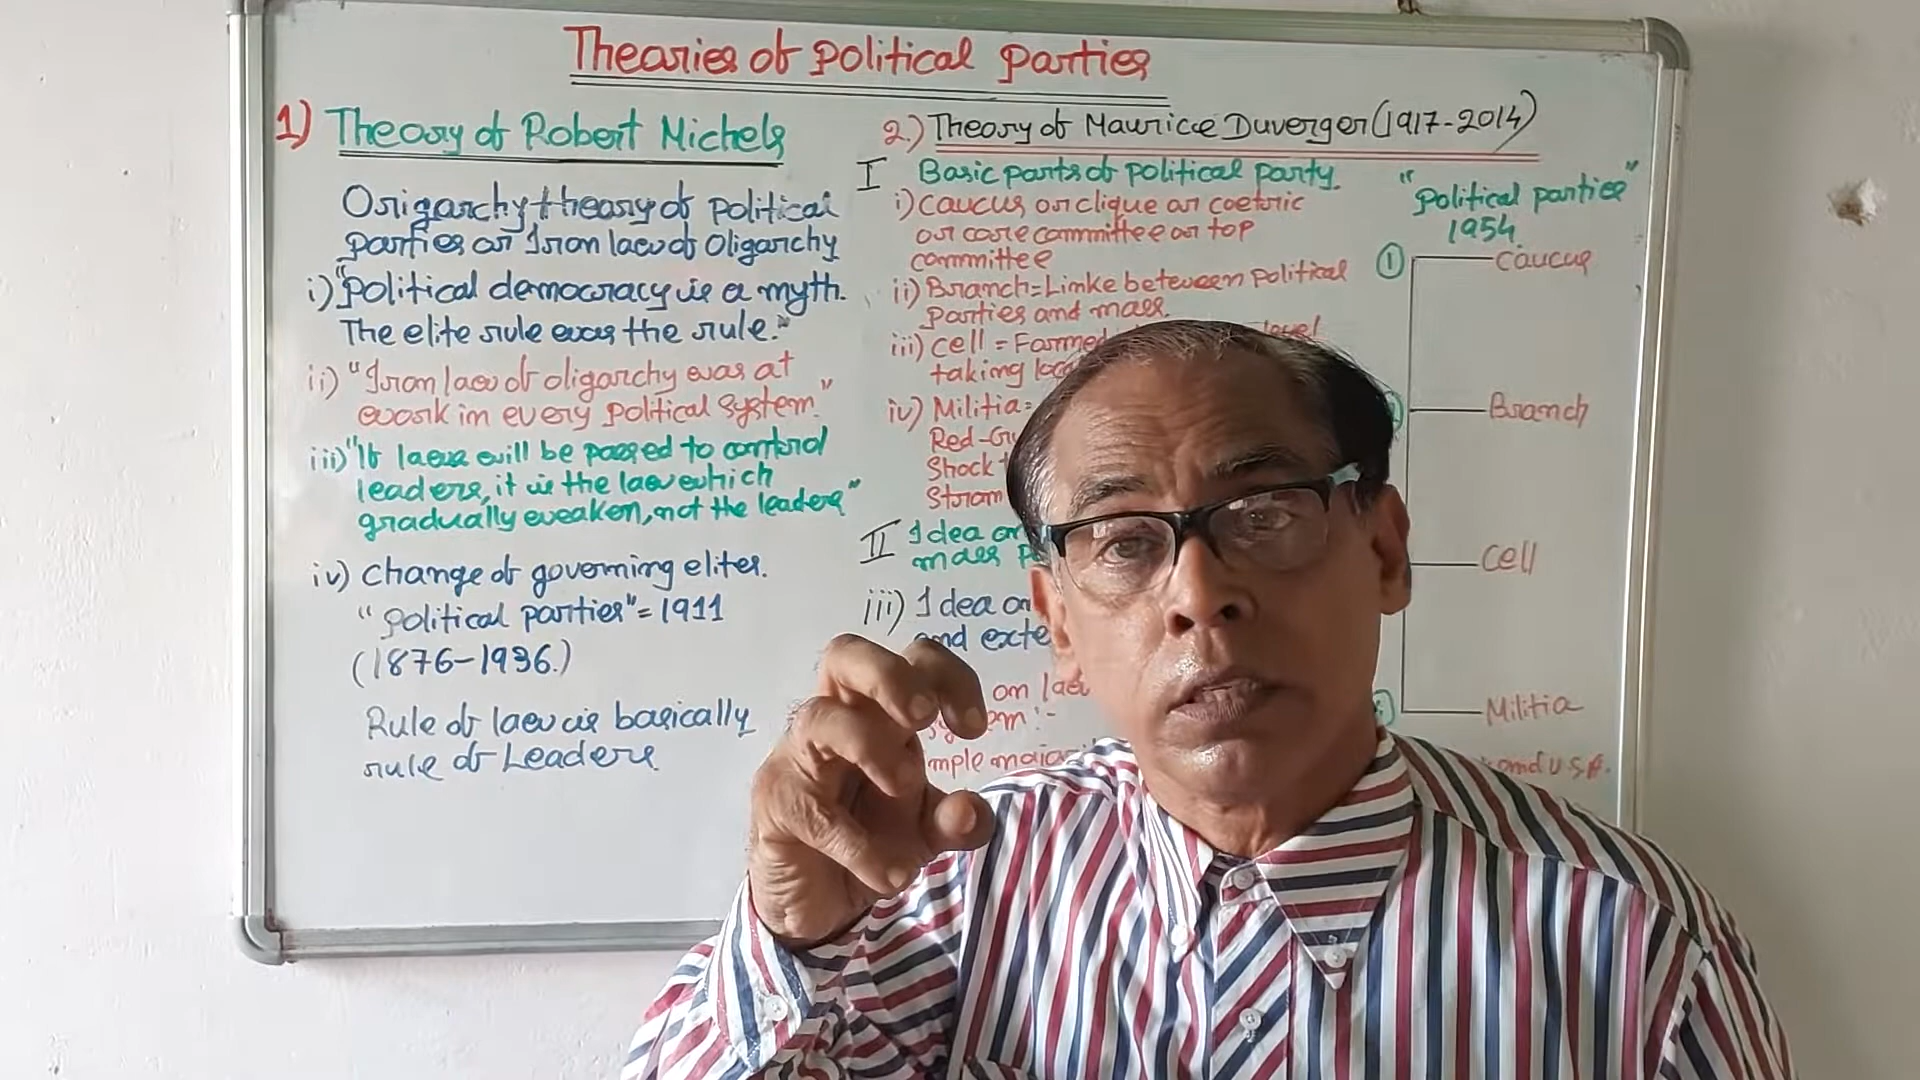 Theories of political parties
1) Theory of Robert Michels
Origarchy theory of political
parties or Iron law of Oligarchy
i) "political democracy is a myth.
The elite rule was the rule."
ii) "Iron law of oligarchy was at
work in every political system."
iii) "If laws will be passed to control
leaders, it is the law which
gradually weaken, not the leaders"
iv) change of governing elites.
"political parties" = 1911
(1876-1936.)
Rule of law is basically
rule of Leaders
2.) Theory of Maurice Duverger (1917-2014)
I Basic parts of political party.
i) caucus or clique or coetric
or core committee or top
committee
ii) Branch = Linke between political
parties and mass.
iii) cell = Formed level
taking
iv) Militia =
Red-
Shock
Strom
II Idea on
mass
iii) Idea on
and
on
"political parties"
1954
1 caucus
Branch
cell
Militia
and U.S.A.